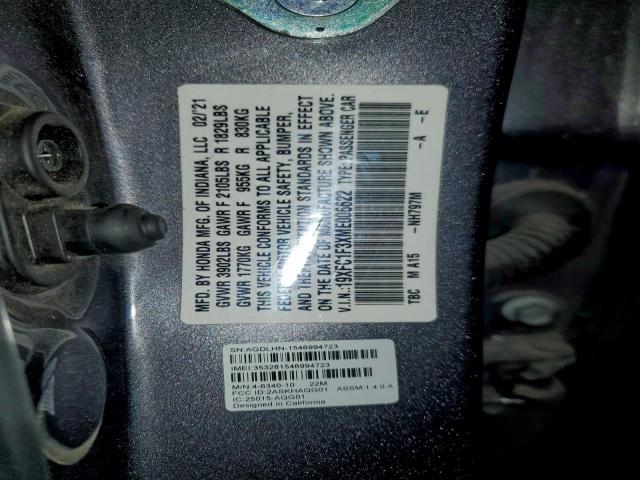 MFD. BY HONDA MFG. OF INDIANA, LLC 02/21
GVWR 3902LBS GAWR F 2105LBS R 1829LBS
GVWR 1770KG GAWR F 955KG R 830KG
THIS VEHICLE CONFORMS TO ALL APPLICABLE
FEDERAL MOTOR VEHICLE SAFETY, BUMPER,
AND THEFT PREVENTION STANDARDS IN EFFECT
ON THE DATE OF MANUFACTURE SHOWN ABOVE.
V.I.N.: 19XFC1F3XME005622 TYPE: PASSENGER CAR
TBC M A15 -NH797M -A -E
SN:AGDLHN-1546994723
IMEI:353281546994723
M/N:4-6340-10 22M
FCC ID:2ASKHAQG01 ASSM:1.4.0.A
IC:25015-AQG01
Designed in California